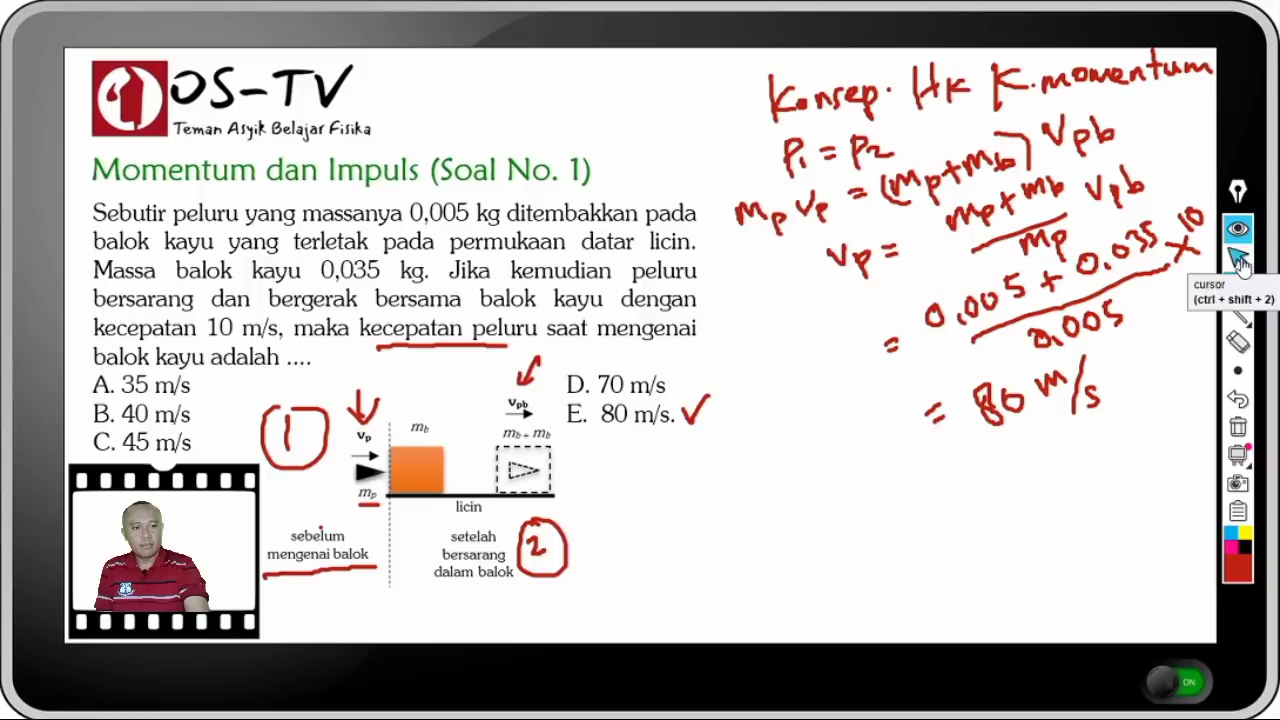 OS-TV
Teman Asyik Belajar Fisika
Momentum dan Impuls (Soal No. 1)
Sebutir peluru yang massanya 0,005 kg ditembakkan pada
balok kayu yang terletak pada permukaan datar licin.
Massa balok kayu 0,035 kg. Jika kemudian peluru
bersarang dan bergerak bersama balok kayu dengan
kecepatan 10 m/s, maka kecepatan peluru saat mengenai
balok kayu adalah ....
A. 35 m/s
B. 40 m/s
C. 45 m/s
D. 70 m/s
E. 80 m/s. ✓
1
vp
mp
mb
vpb
mb + mb
licin
sebelum
mengenai balok
setelah
bersarang
dalam balok
2
Konsep. Hk K. momentum
P1 = P2
mp vp = (mp+mb) vpb
vp = mp+mb vpb
mp
= 0.005 + 0.035 × 10
0.005
= 80 m/s
cursor
(ctrl + shift + 2)
ON